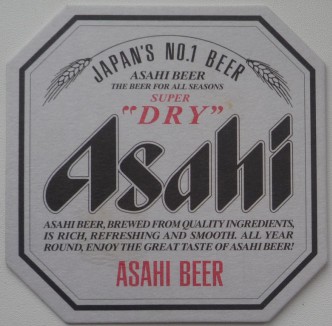 JAPAN'S NO.1 BEER
ASAHI BEER
THE BEER FOR ALL SEASONS
SUPER
"DRY"
Asahi
ASAHI BEER, BREWED FROM QUALITY INGREDIENTS,
IS RICH, REFRESHING AND SMOOTH. ALL YEAR
ROUND, ENJOY THE GREAT TASTE OF ASAHI BEER!
ASAHI BEER